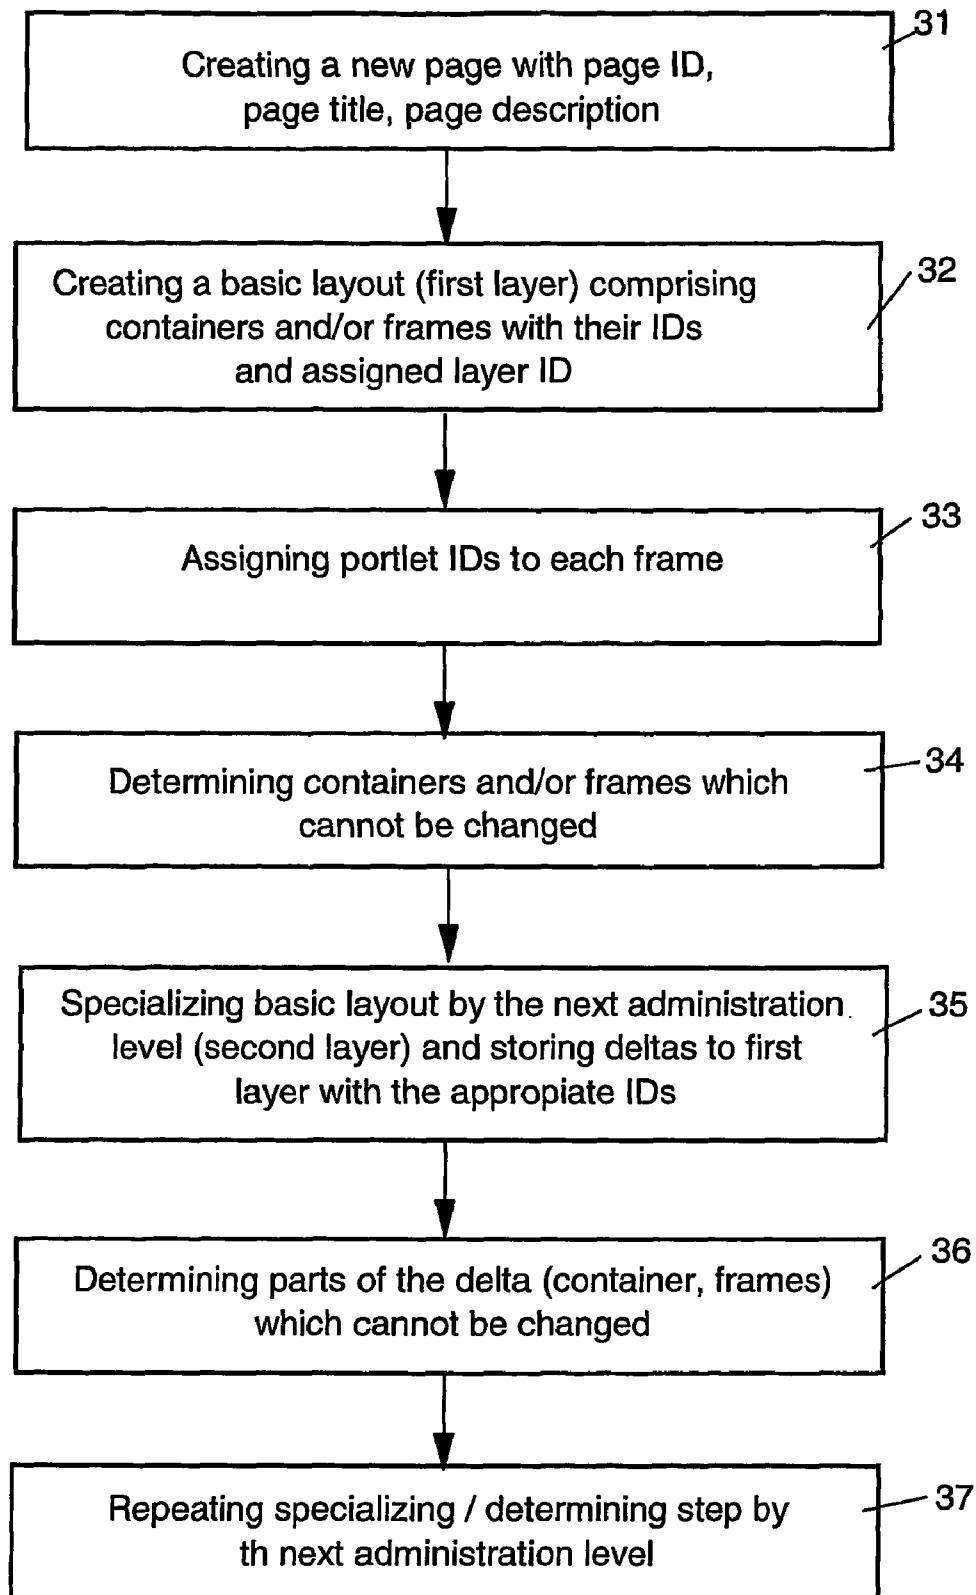 31
Creating a new page with page ID,
page title, page description
32
Creating a basic layout (first layer) comprising
containers and/or frames with their IDs
and assigned layer ID
33
Assigning portlet IDs to each frame
34
Determining containers and/or frames which
cannot be changed
35
Specializing basic layout by the next administration
level (second layer) and storing deltas to first
layer with the appropiate IDs
36
Determining parts of the delta (container, frames)
which cannot be changed
37
Repeating specializing / determining step by
th next administration level